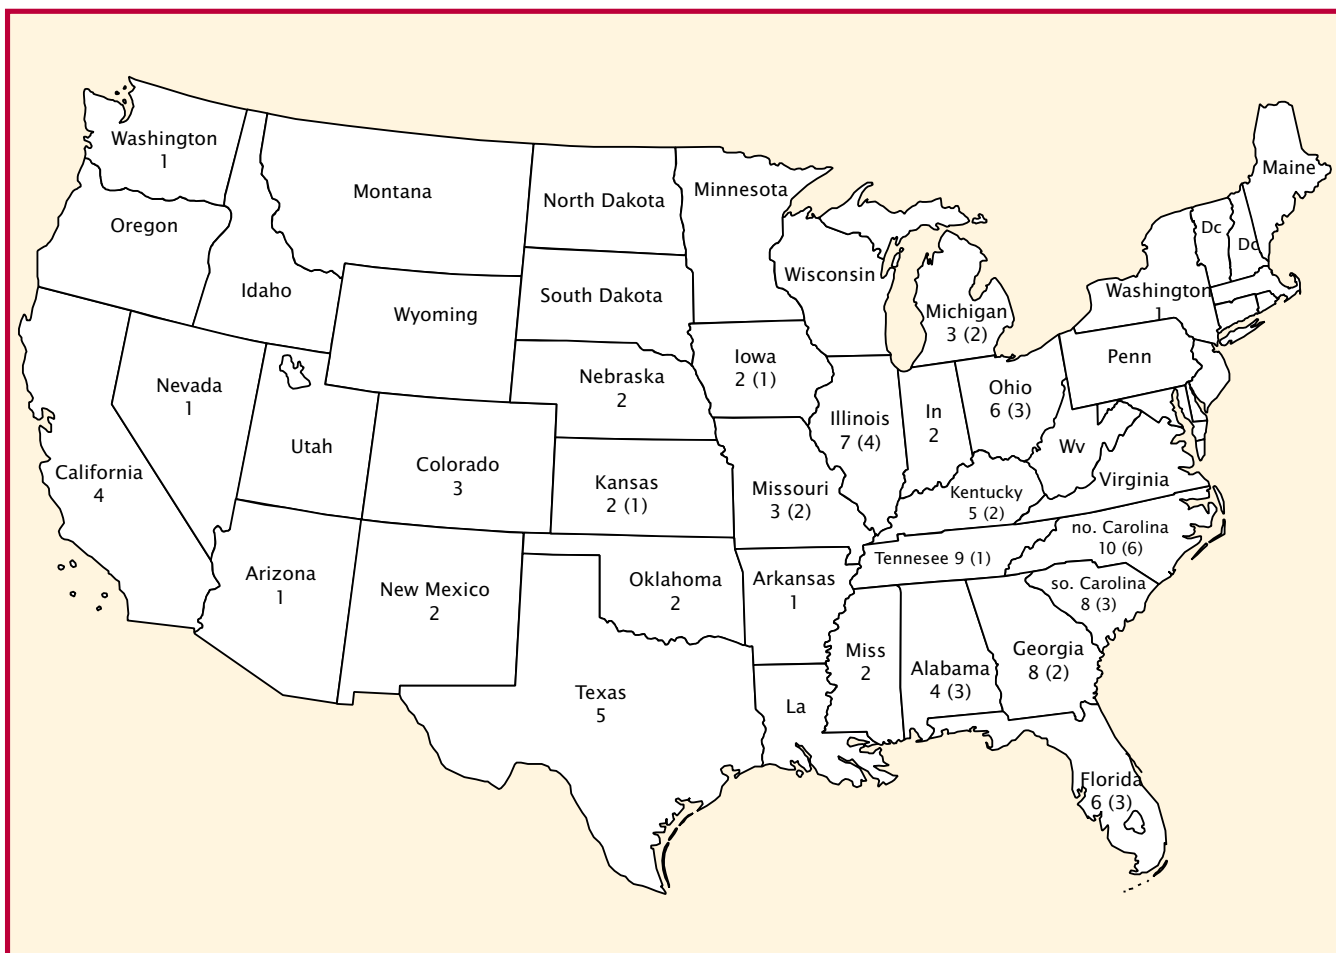 Washington
1
Montana
North Dakota
Minnesota
Maine
Oregon
Idaho
Wyoming
South Dakota
Wisconsin
Michigan
3 (2)
Washington
1
Dc
Dc
Nevada
1
Nebraska
2
Iowa
2 (1)
Illinois
7 (4)
In
2
Ohio
6 (3)
Penn
California
4
Utah
Colorado
3
Kansas
2 (1)
Missouri
3 (2)
Kentucky
5 (2)
Wv
Virginia
Arizona
1
New Mexico
2
Oklahoma
2
Arkansas
1
Tennesee 9 (1)
no. Carolina
10 (6)
so. Carolina
8 (3)
Texas
5
La
Miss
2
Alabama
4 (3)
Georgia
8 (2)
Florida
6 (3)